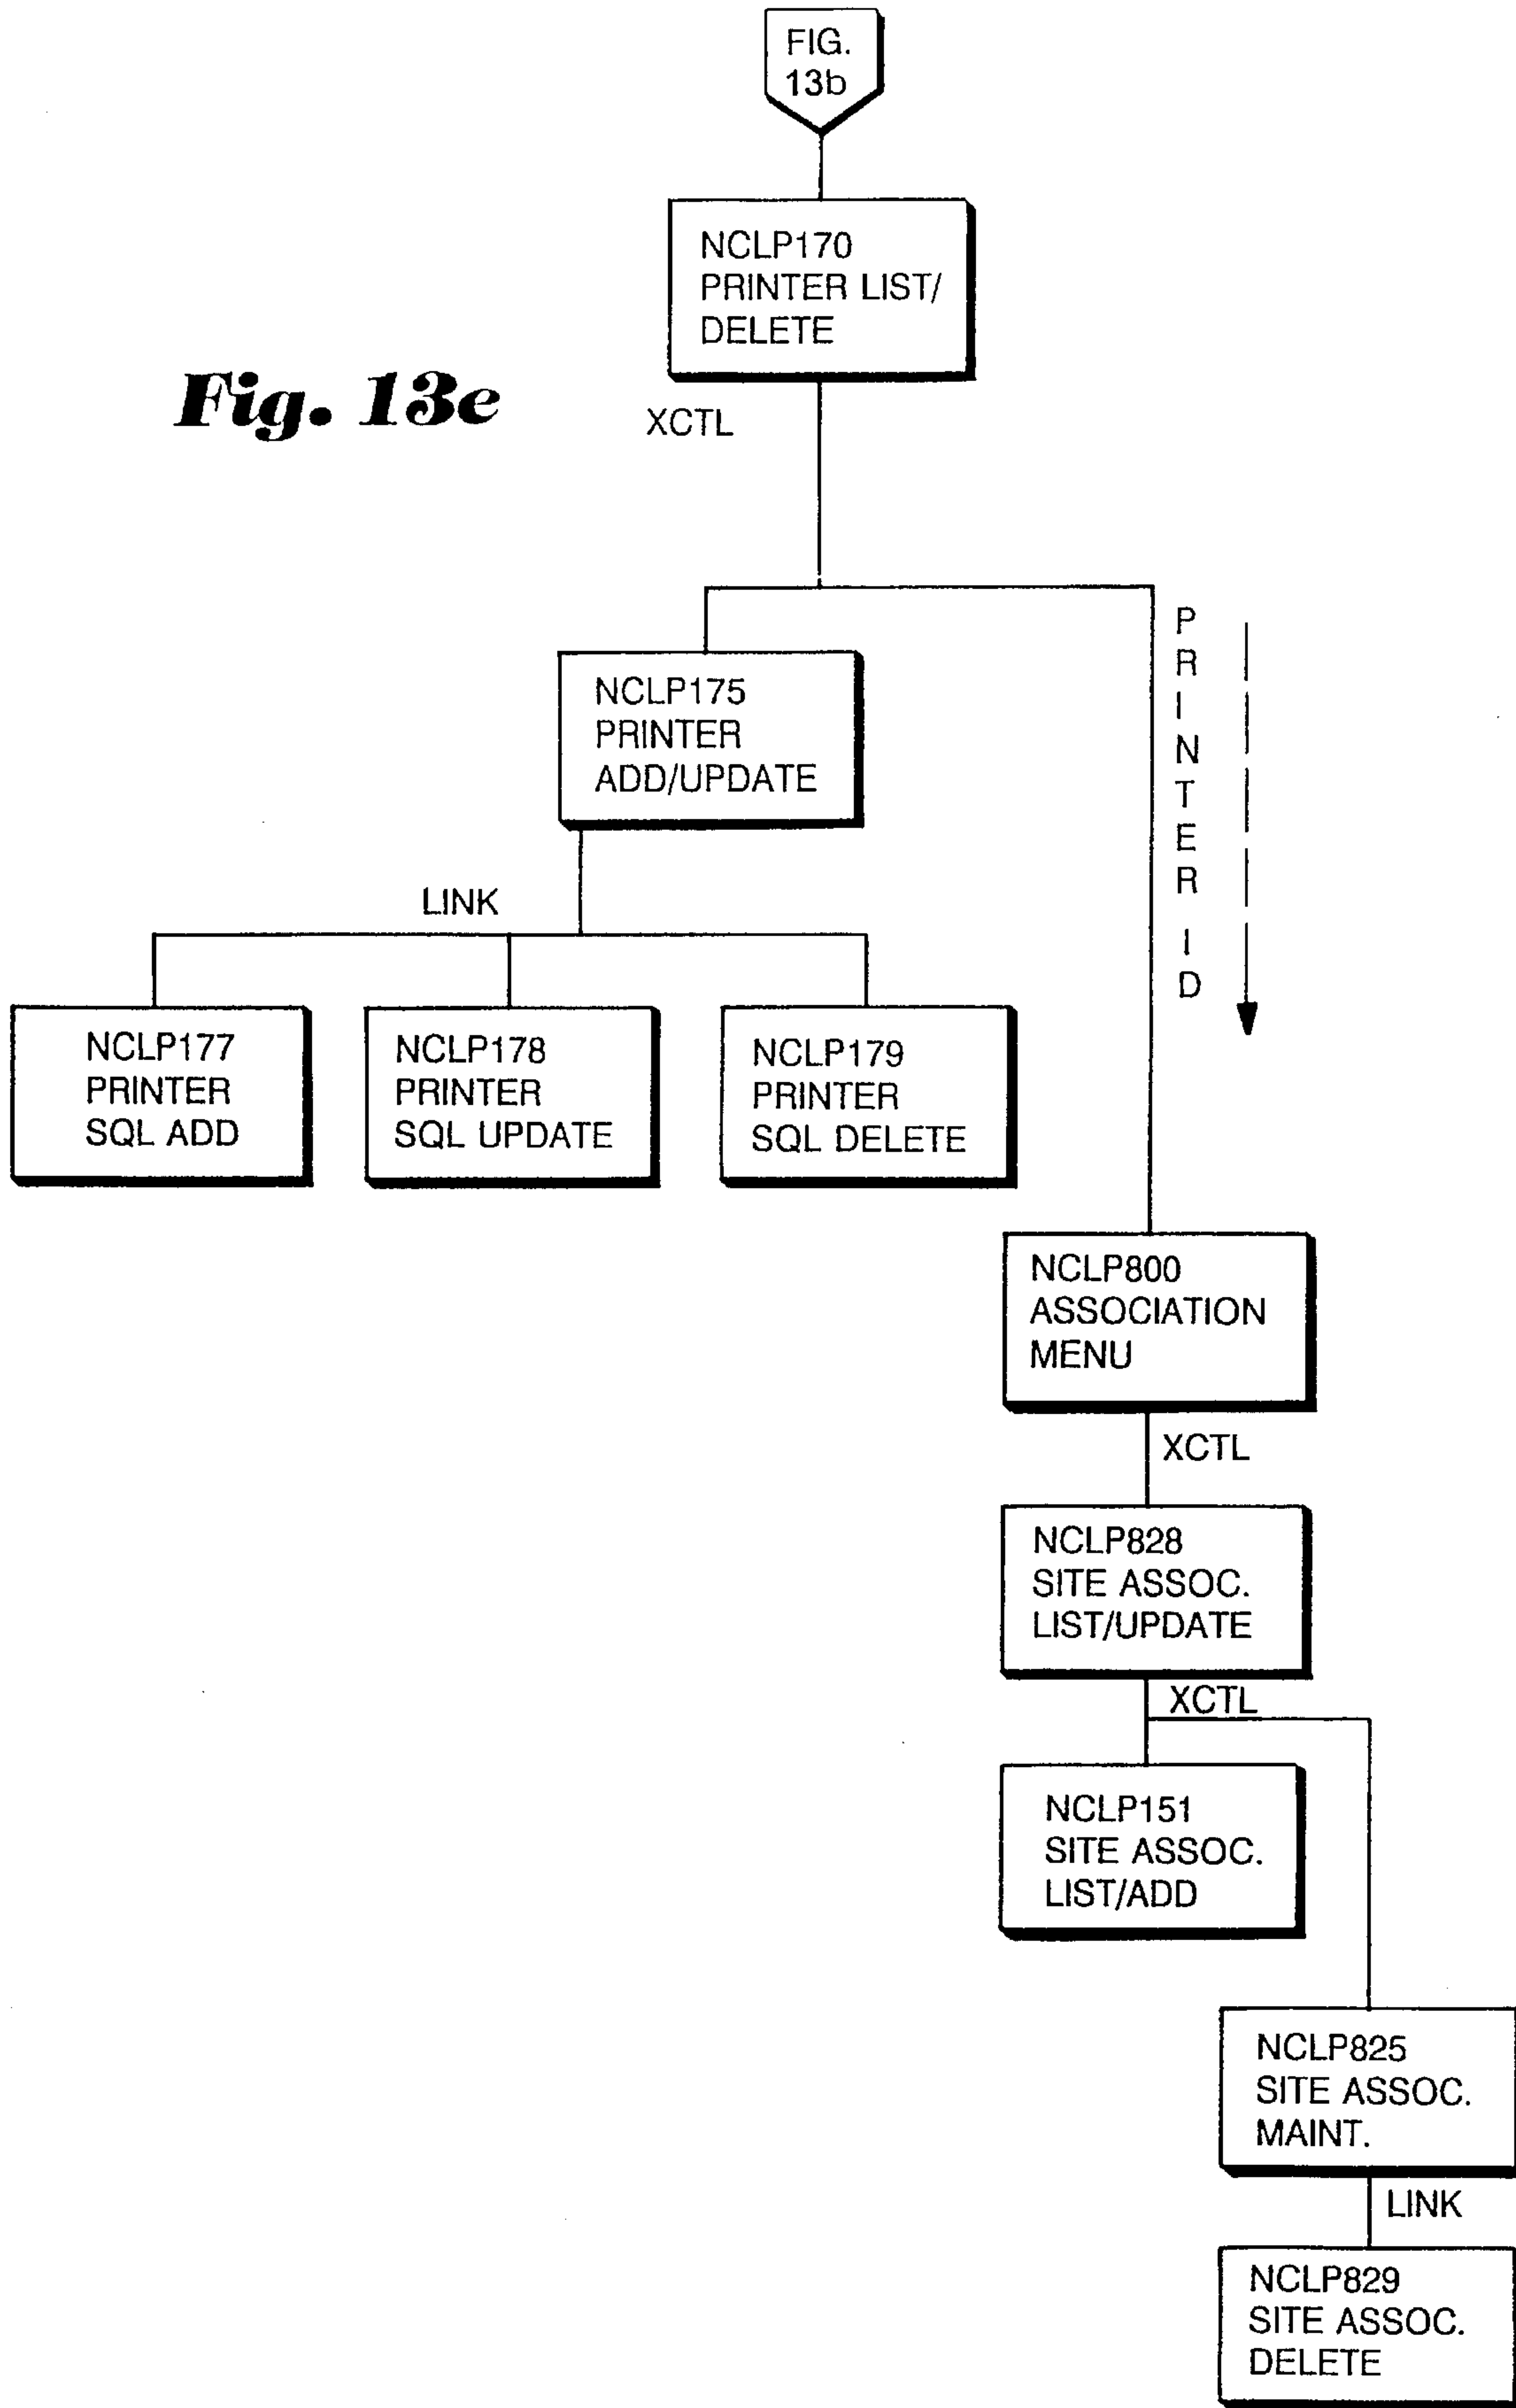 FIG.
13b
NCLP170
PRINTER LIST/
DELETE
Fig. 13e
XCTL
PRINTER ID
NCLP175
PRINTER
ADD/UPDATE
LINK
NCLP177
PRINTER
SQL ADD
NCLP178
PRINTER
SQL UPDATE
NCLP179
PRINTER
SQL DELETE
NCLP800
ASSOCIATION
MENU
XCTL
NCLP828
SITE ASSOC.
LIST/UPDATE
XCTL
NCLP151
SITE ASSOC.
LIST/ADD
NCLP825
SITE ASSOC.
MAINT.
LINK
NCLP829
SITE ASSOC.
DELETE